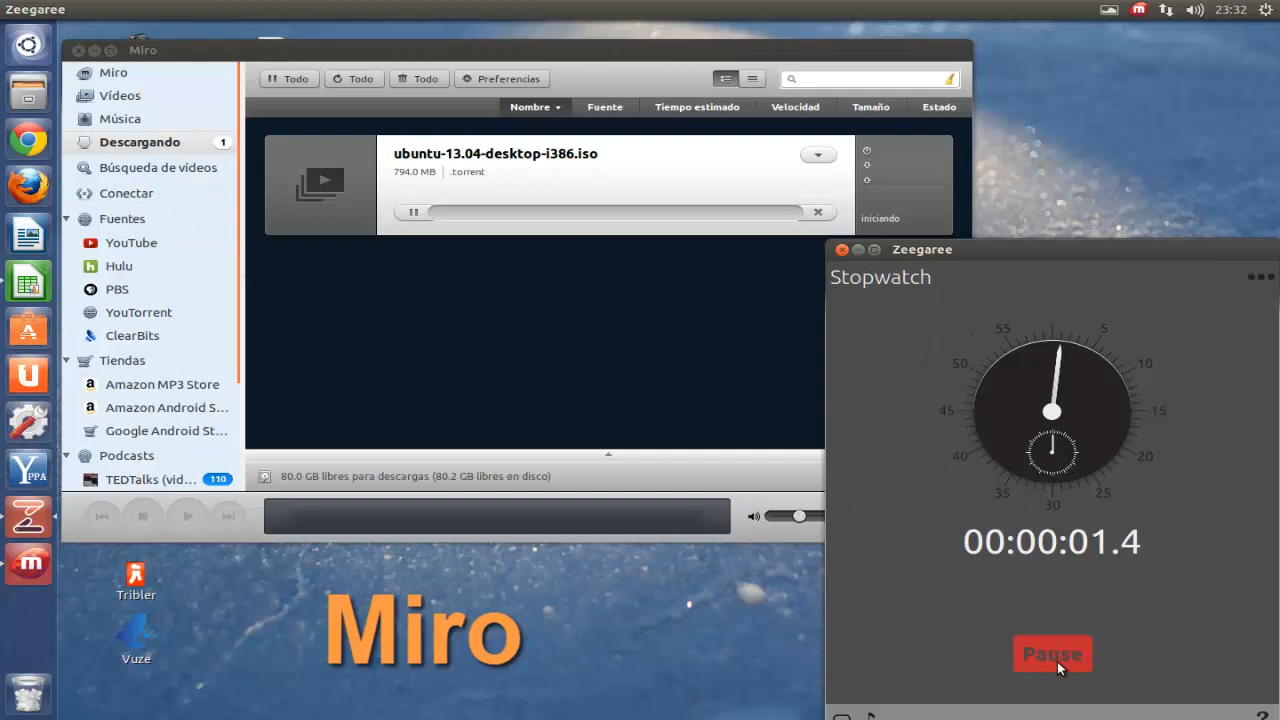 Zeegaree
23:32
Miro
Miro
Vídeos
Música
Descargando 1
Búsqueda de vídeos
Conectar
Fuentes
YouTube
Hulu
PBS
YouTorrent
ClearBits
Tiendas
Amazon MP3 Store
Amazon Android S...
Google Android St...
Podcasts
TEDTalks (vid... 110
Todo Todo Todo Preferencias
Nombre Fuente Tiempo estimado Velocidad Tamaño Estado
ubuntu-13.04-desktop-i386.iso
794.0 MB .torrent
iniciando
80.0 GB libres para descargas (80.2 GB libres en disco)
Zeegaree
Stopwatch
55 5
50 10
45 15
40 20
35 25
30
00:00:01.4
Pause
Tribler
Vuze
Miro